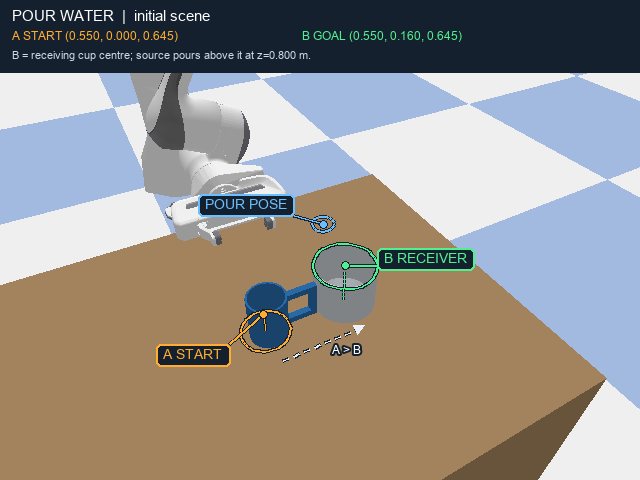 POUR WATER | initial scene
A START (0.550, 0.000, 0.645)
B GOAL (0.550, 0.160, 0.645)
B = receiving cup centre; source pours above it at z=0.800 m.
POUR POSE
B RECEIVER
A START
A > B